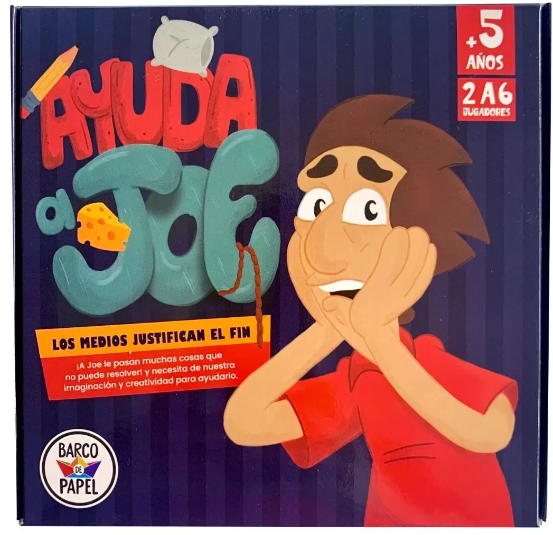 +5
AÑOS
2 A 6
JUGADORES
AYUDA
a JOE
LOS MEDIOS JUSTIFICAN EL FIN
¡A Joe le pasan muchas cosas que
no puede resolver! y necesita de nuestra
imaginación y creatividad para ayudarlo.
BARCO
DE
PAPEL